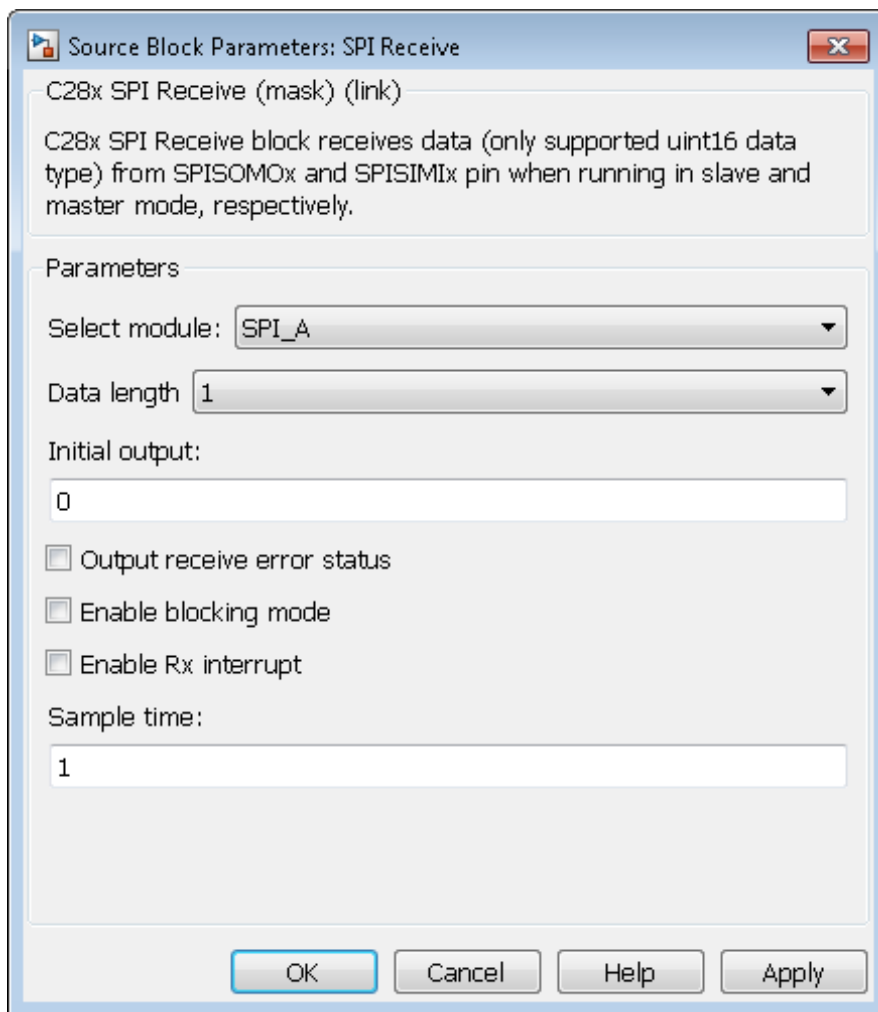 Source Block Parameters: SPI Receive
C28x SPI Receive (mask) (link)
C28x SPI Receive block receives data (only supported uint16 data
type) from SPISOMOx and SPISIMIx pin when running in slave and
master mode, respectively.
Parameters
Select module: SPI_A
Data length 1
Initial output:
0
Output receive error status
Enable blocking mode
Enable Rx interrupt
Sample time:
1
OK Cancel Help Apply